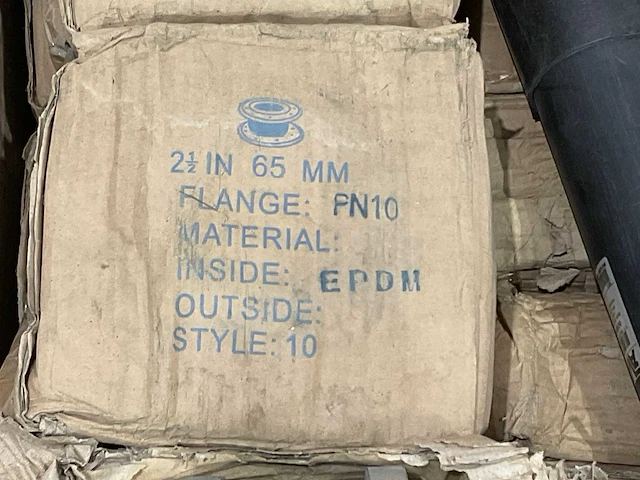 2½ IN 65 MM
FLANGE: PN10
MATERIAL:
INSIDE: EPDM
OUTSIDE:
STYLE: 10